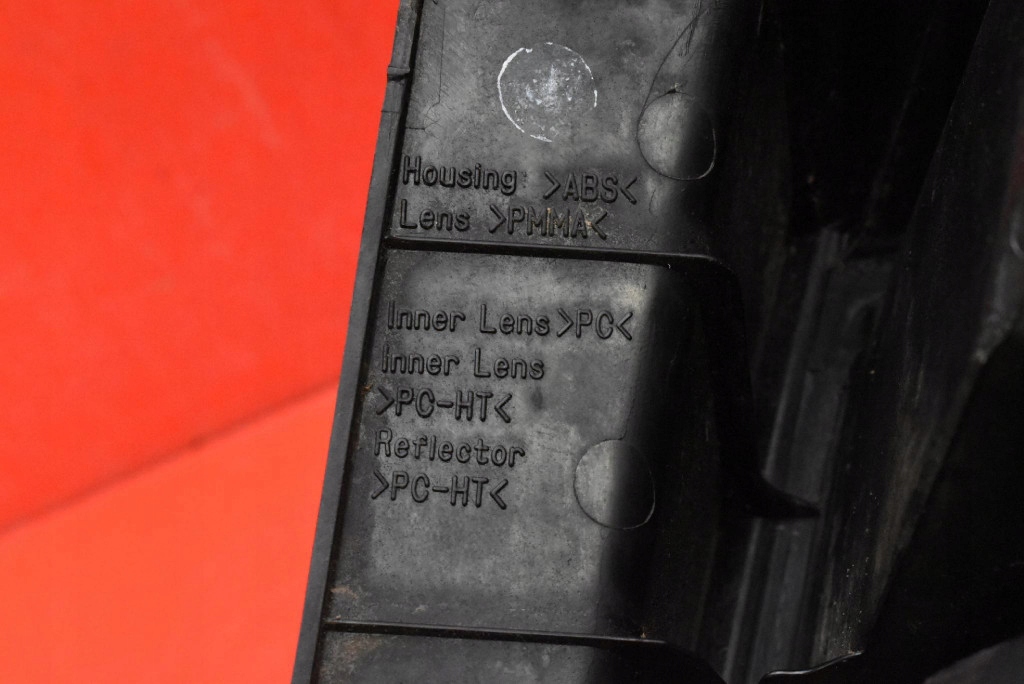 Housing >ABS<
Lens >PMMA<
Inner Lens >PC<
Inner Lens
>PC-HT<
Reflector
>PC-HT<